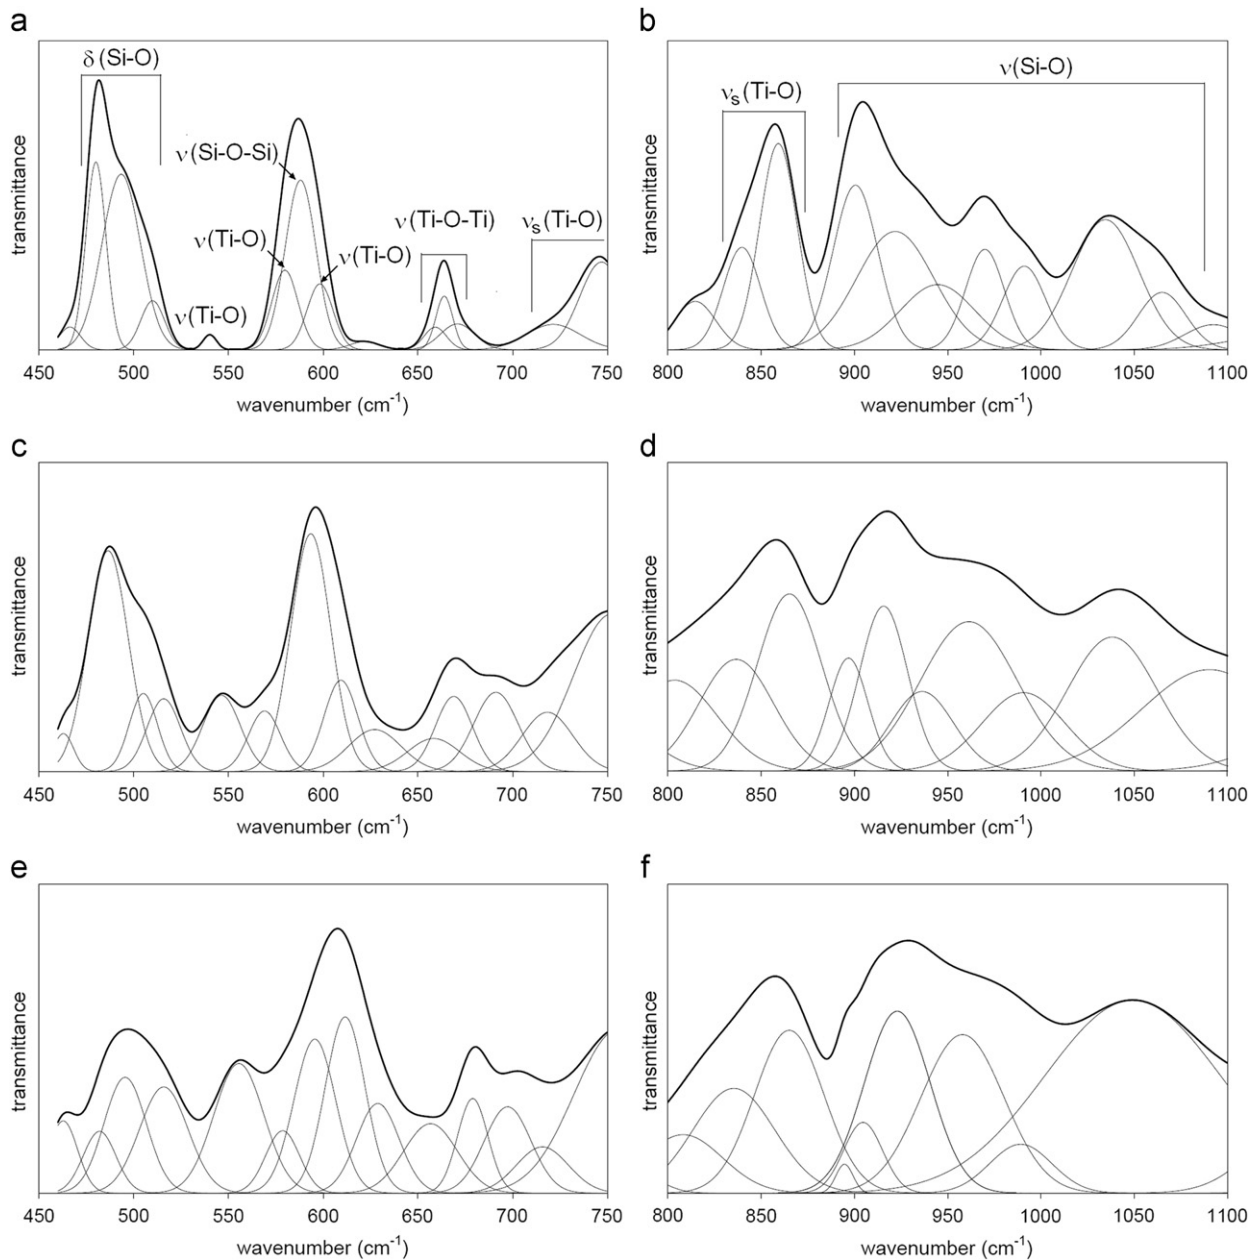 a
δ (Si-O)
ν (Si-O-Si)
ν (Ti-O)
ν (Ti-O)
ν (Ti-O)
ν (Ti-O-Ti)
νs (Ti-O)
transmittance
450 500 550 600 650 700 750
wavenumber (cm-1)
b
νs (Ti-O)
ν(Si-O)
transmittance
800 850 900 950 1000 1050 1100
wavenumber (cm-1)
c
transmittance
450 500 550 600 650 700 750
wavenumber (cm-1)
d
transmittance
800 850 900 950 1000 1050 1100
wavenumber (cm-1)
e
transmittance
450 500 550 600 650 700 750
wavenumber (cm-1)
f
transmittance
800 850 900 950 1000 1050 1100
wavenumber (cm-1)